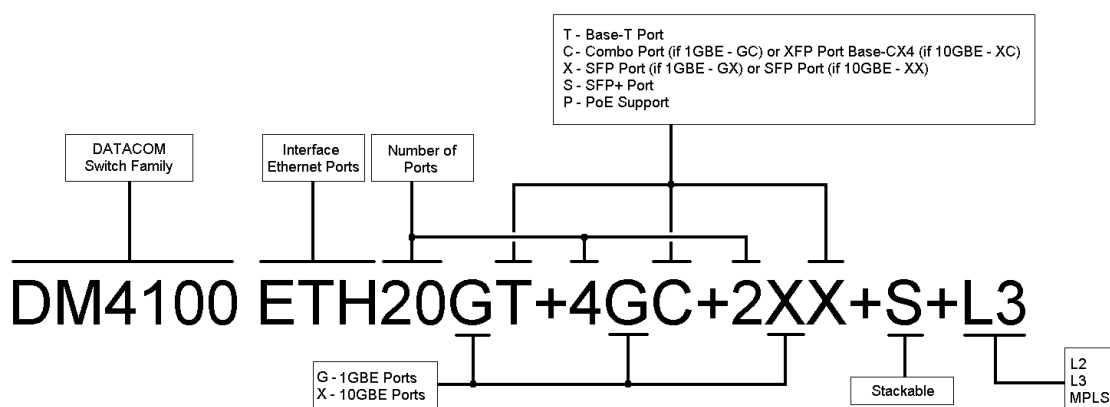 T - Base-T Port
C - Combo Port (if 1GBE - GC) or XFP Port Base-CX4 (if 10GBE - XC)
X - SFP Port (if 1GBE - GX) or SFP Port (if 10GBE - XX)
S - SFP+ Port
P - PoE Support
DATACOM
Switch Family
Interface
Ethernet Ports
Number of
Ports
DM4100 ETH20GT+4GC+2XX+S+L3
G - 1GBE Ports
X - 10GBE Ports
Stackable
L2
L3
MPLS